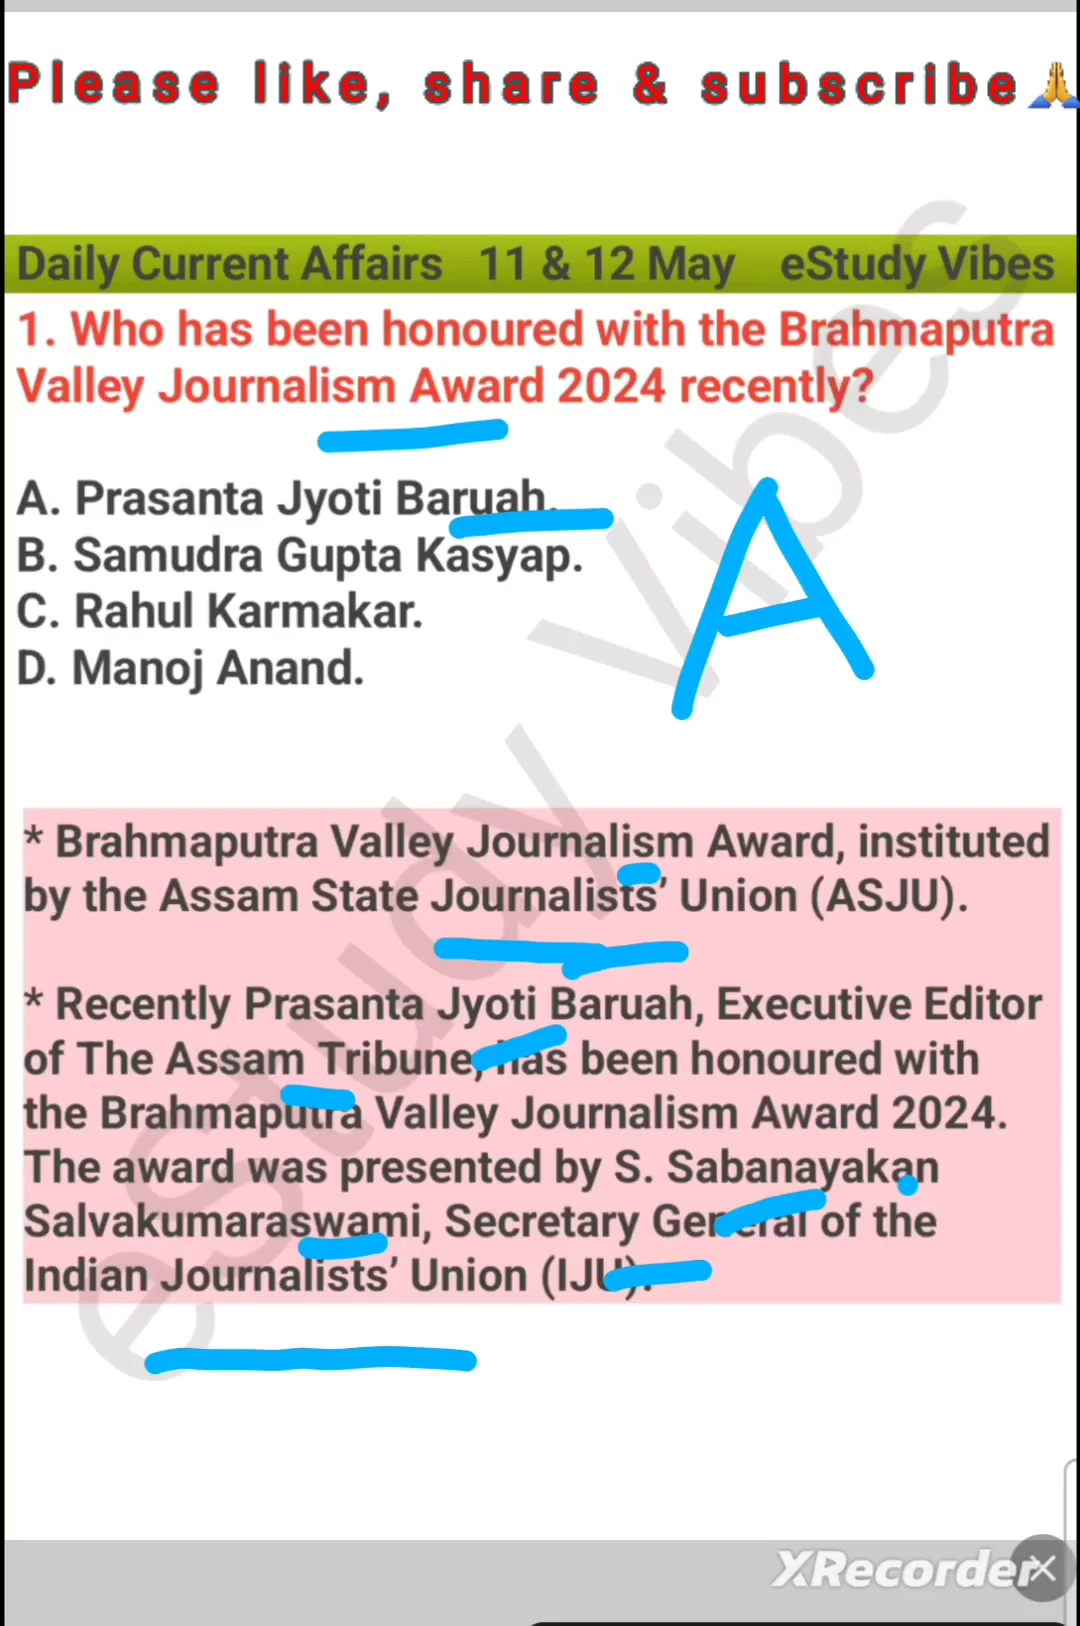 Please like, share & subscribe🙏
Daily Current Affairs 11 & 12 May eStudy Vibes
1. Who has been honoured with the Brahmaputra
Valley Journalism Award 2024 recently?
A. Prasanta Jyoti Baruah.
B. Samudra Gupta Kasyap.
C. Rahul Karmakar.
D. Manoj Anand.
A
* Brahmaputra Valley Journalism Award, instituted
by the Assam State Journalists' Union (ASJU).
* Recently Prasanta Jyoti Baruah, Executive Editor
of The Assam Tribune, has been honoured with
the Brahmaputra Valley Journalism Award 2024.
The award was presented by S. Sabanayakan
Salvakumaraswami, Secretary General of the
Indian Journalists' Union (IJU).
eStudy Vibes
XRecorder